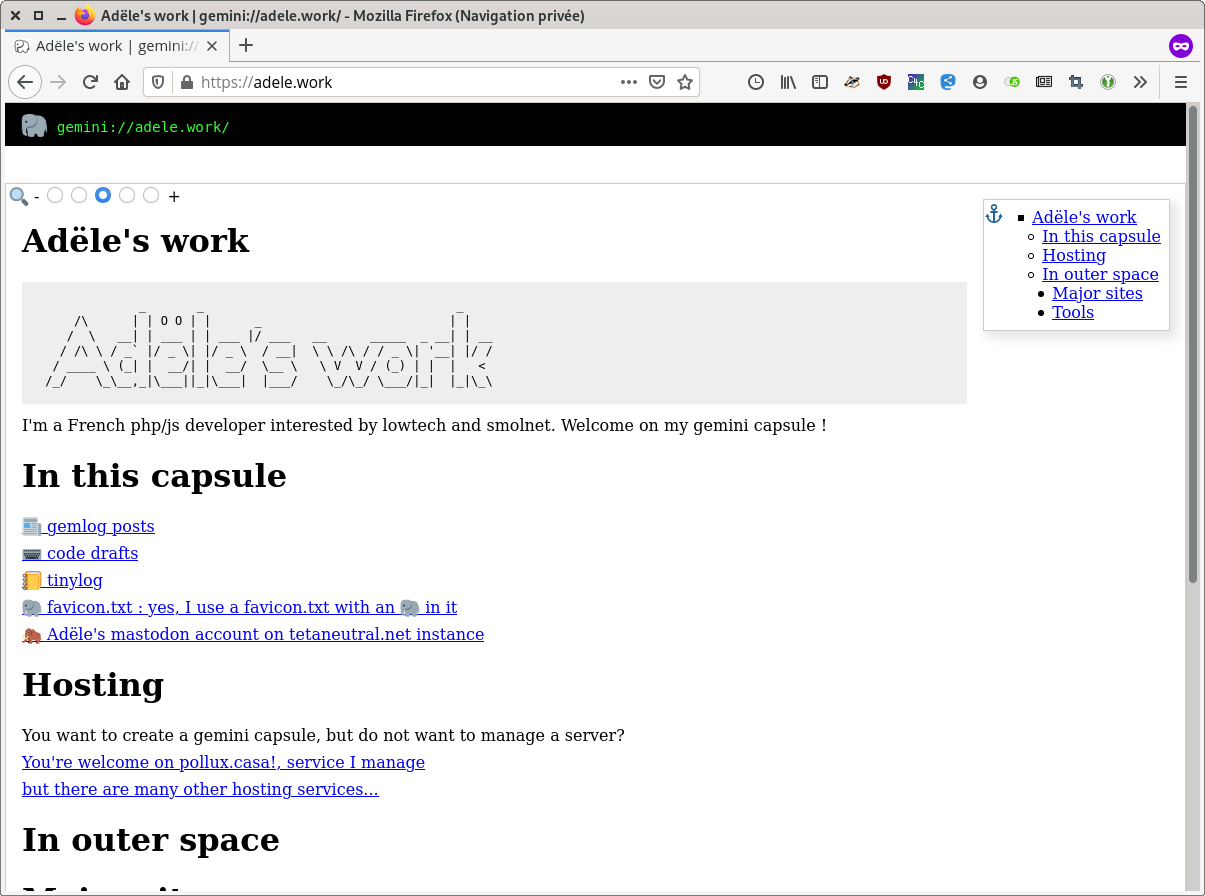 Adële's work | gemini://adele.work/ - Mozilla Firefox (Navigation privée)
Adële's work | gemini://
https://adele.work
gemini://adele.work/
- +
Adële's work
In this capsule
Hosting
In outer space
Major sites
Tools
Adële's work
I'm a French php/js developer interested by lowtech and smolnet. Welcome on my gemini capsule !
In this capsule
gemlog posts
code drafts
tinylog
favicon.txt : yes, I use a favicon.txt with an 🐘 in it
Adële's mastodon account on tetaneutral.net instance
Hosting
You want to create a gemini capsule, but do not want to manage a server?
You're welcome on pollux.casa!, service I manage
but there are many other hosting services...
In outer space